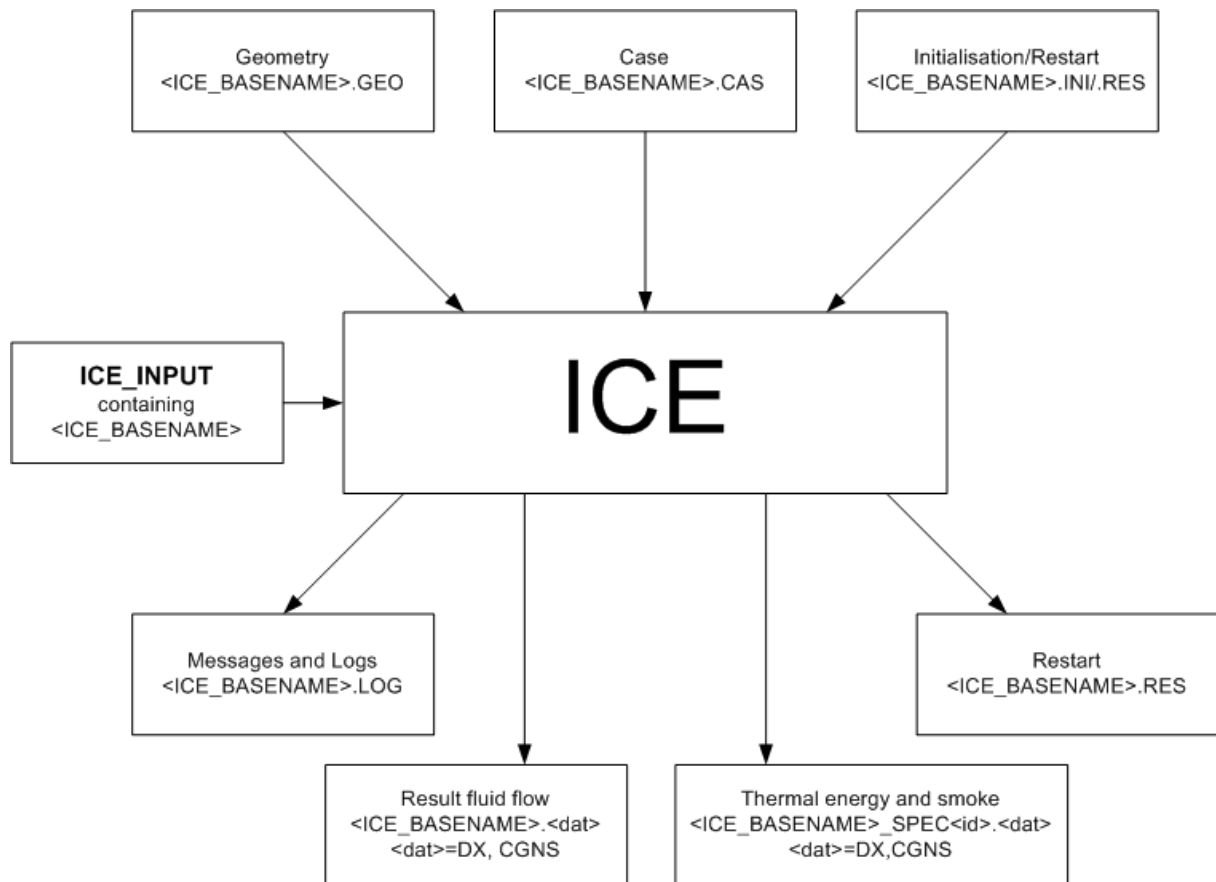 Geometry
<ICE_BASENAME>.GEO
Case
<ICE_BASENAME>.CAS
Initialisation/Restart
<ICE_BASENAME>.INI/.RES
ICE_INPUT
containing
<ICE_BASENAME>
ICE
Messages and Logs
<ICE_BASENAME>.LOG
Restart
<ICE_BASENAME>.RES
Result fluid flow
<ICE_BASENAME>.<dat>
<dat>=DX, CGNS
Thermal energy and smoke
<ICE_BASENAME>_SPEC<id>.<dat>
<dat>=DX,CGNS